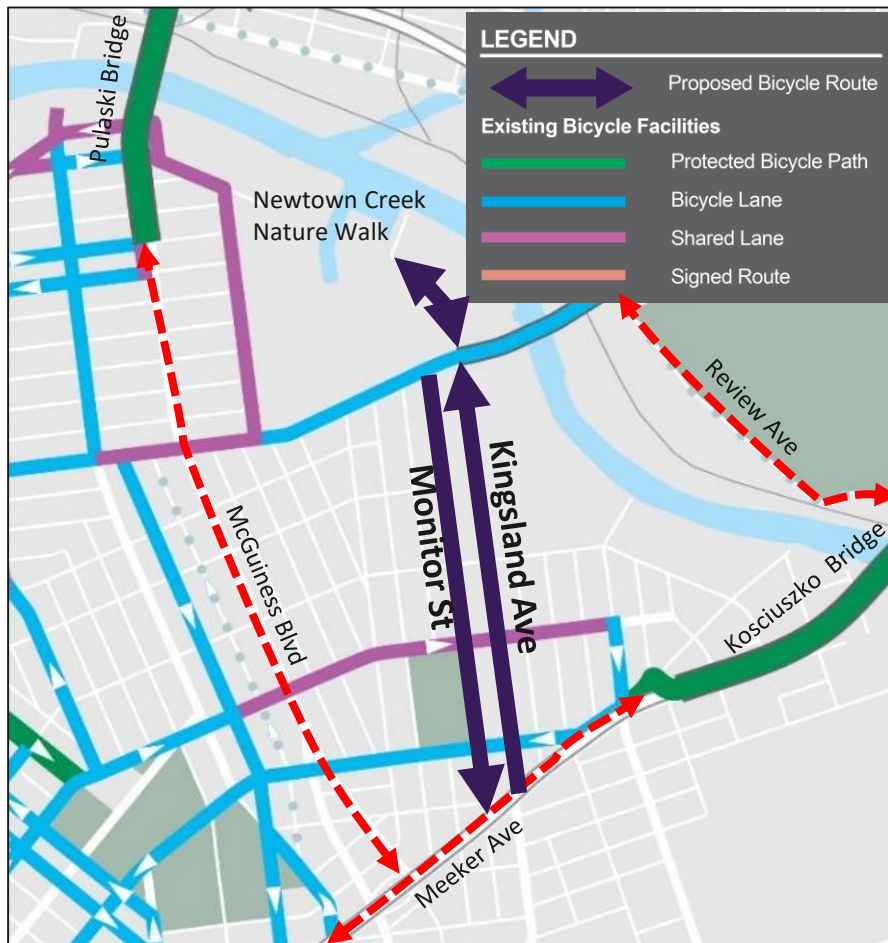 LEGEND
Proposed Bicycle Route
Existing Bicycle Facilities
Protected Bicycle Path
Bicycle Lane
Shared Lane
Signed Route
Pulaski Bridge
Newtown Creek
Nature Walk
Review Ave
Kingsland Ave
Monitor St
McGuiness Blvd
Kosciuszko Bridge
Meeker Ave